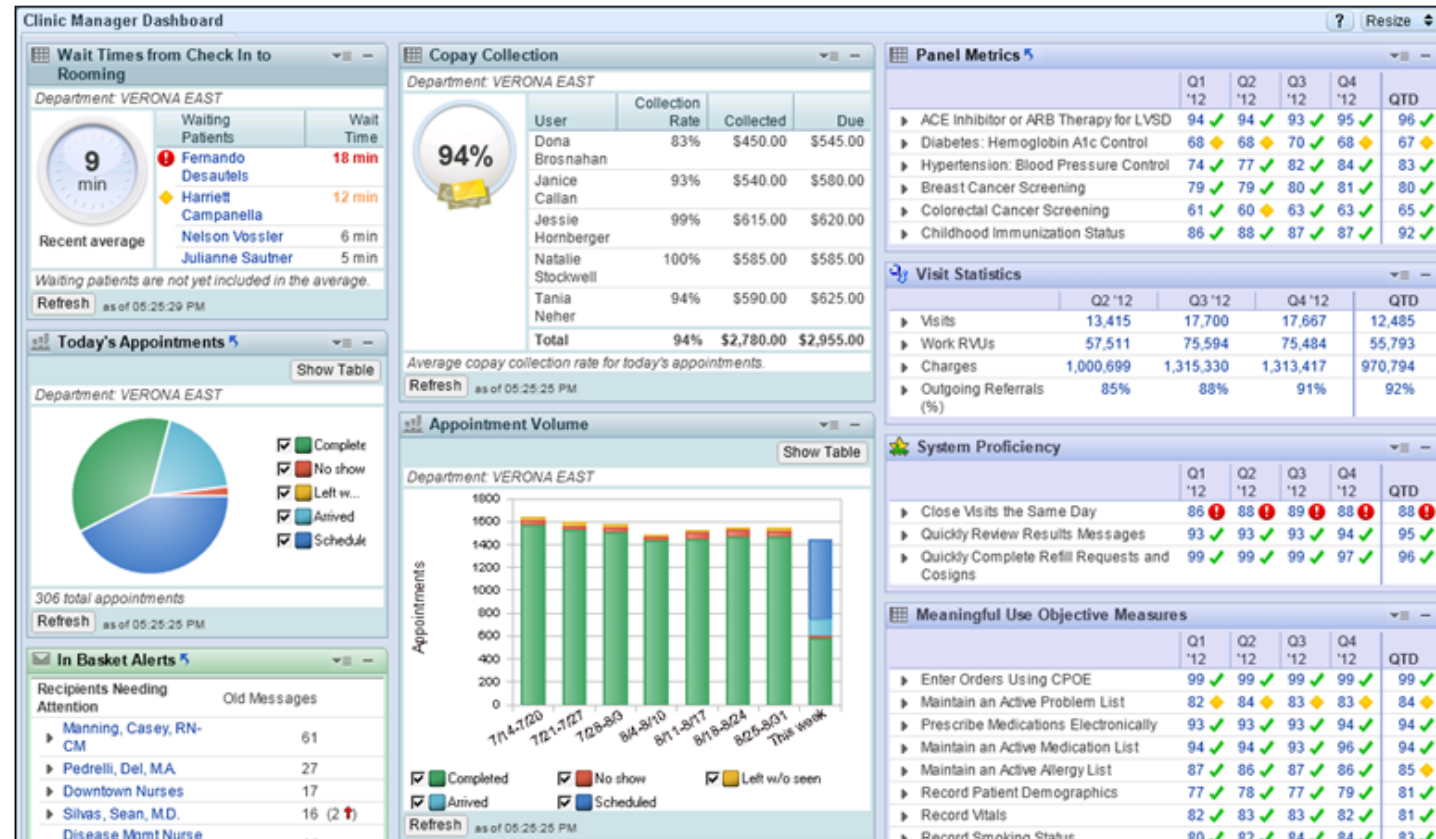 Clinic Manager Dashboard
? Resize
Wait Times from Check In to
Rooming
Department: VERONA EAST
Waiting Patients Wait Time
9
min
Recent average
Fernando Desautels 18 min
Harriett Campanella 12 min
Nelson Vossler 6 min
Julianne Sautner 5 min
Waiting patients are not yet included in the average.
Refresh as of 05:25:29 PM
Today's Appointments
Show Table
Department: VERONA EAST
Complete
No show
Left w...
Arrived
Schedule
306 total appointments
Refresh as of 05:25:25 PM
In Basket Alerts
Recipients Needing Attention Old Messages
Manning, Casey, RN-CM 61
Pedrelli, Del, M.A. 27
Downtown Nurses 17
Silvas, Sean, M.D. 16 (2)
Disease Mgmt Nurse
Copay Collection
Department: VERONA EAST
94%
User Collection Rate Collected Due
Dona Brosnahan 83% $450.00 $545.00
Janice Callan 93% $540.00 $580.00
Jessie Hornberger 99% $615.00 $620.00
Natalie Stockwell 100% $585.00 $585.00
Tania Neher 94% $590.00 $625.00
Total 94% $2,780.00 $2,955.00
Average copay collection rate for today's appointments.
Refresh as of 05:25:25 PM
Appointment Volume
Show Table
Department: VERONA EAST
Appointments
1800
1600
1400
1200
1000
800
600
400
200
0
7/14-7/20 7/21-7/27 7/28-8/3 8/4-8/10 8/11-8/17 8/18-8/24 8/25-8/31 This week
Completed No show Left w/o seen
Arrived Scheduled
Refresh as of 05:25:25 PM
Panel Metrics
Q1 '12 Q2 '12 Q3 '12 Q4 '12 QTD
ACE Inhibitor or ARB Therapy for LVSD 94 94 93 95 96
Diabetes: Hemoglobin A1c Control 68 68 70 68 67
Hypertension: Blood Pressure Control 74 77 82 84 83
Breast Cancer Screening 79 79 80 81 80
Colorectal Cancer Screening 61 60 63 63 65
Childhood Immunization Status 86 88 87 87 92
Visit Statistics
Q2 '12 Q3 '12 Q4 '12 QTD
Visits 13,415 17,700 17,667 12,485
Work RVUs 57,511 75,594 75,484 55,793
Charges 1,000,699 1,315,330 1,313,417 970,794
Outgoing Referrals (%) 85% 88% 91% 92%
System Proficiency
Q1 '12 Q2 '12 Q3 '12 Q4 '12 QTD
Close Visits the Same Day 86 88 89 88 88
Quickly Review Results Messages 93 93 93 94 95
Quickly Complete Refill Requests and Cosigns 99 99 99 97 96
Meaningful Use Objective Measures
Q1 '12 Q2 '12 Q3 '12 Q4 '12 QTD
Enter Orders Using CPOE 99 99 99 99 99
Maintain an Active Problem List 82 84 83 83 84
Prescribe Medications Electronically 93 93 93 94 94
Maintain an Active Medication List 94 94 93 96 94
Maintain an Active Allergy List 87 86 87 86 85
Record Patient Demographics 77 78 77 79 81
Record Vitals 82 83 83 82 81
Record Smoking Status 80 82 84 84 83